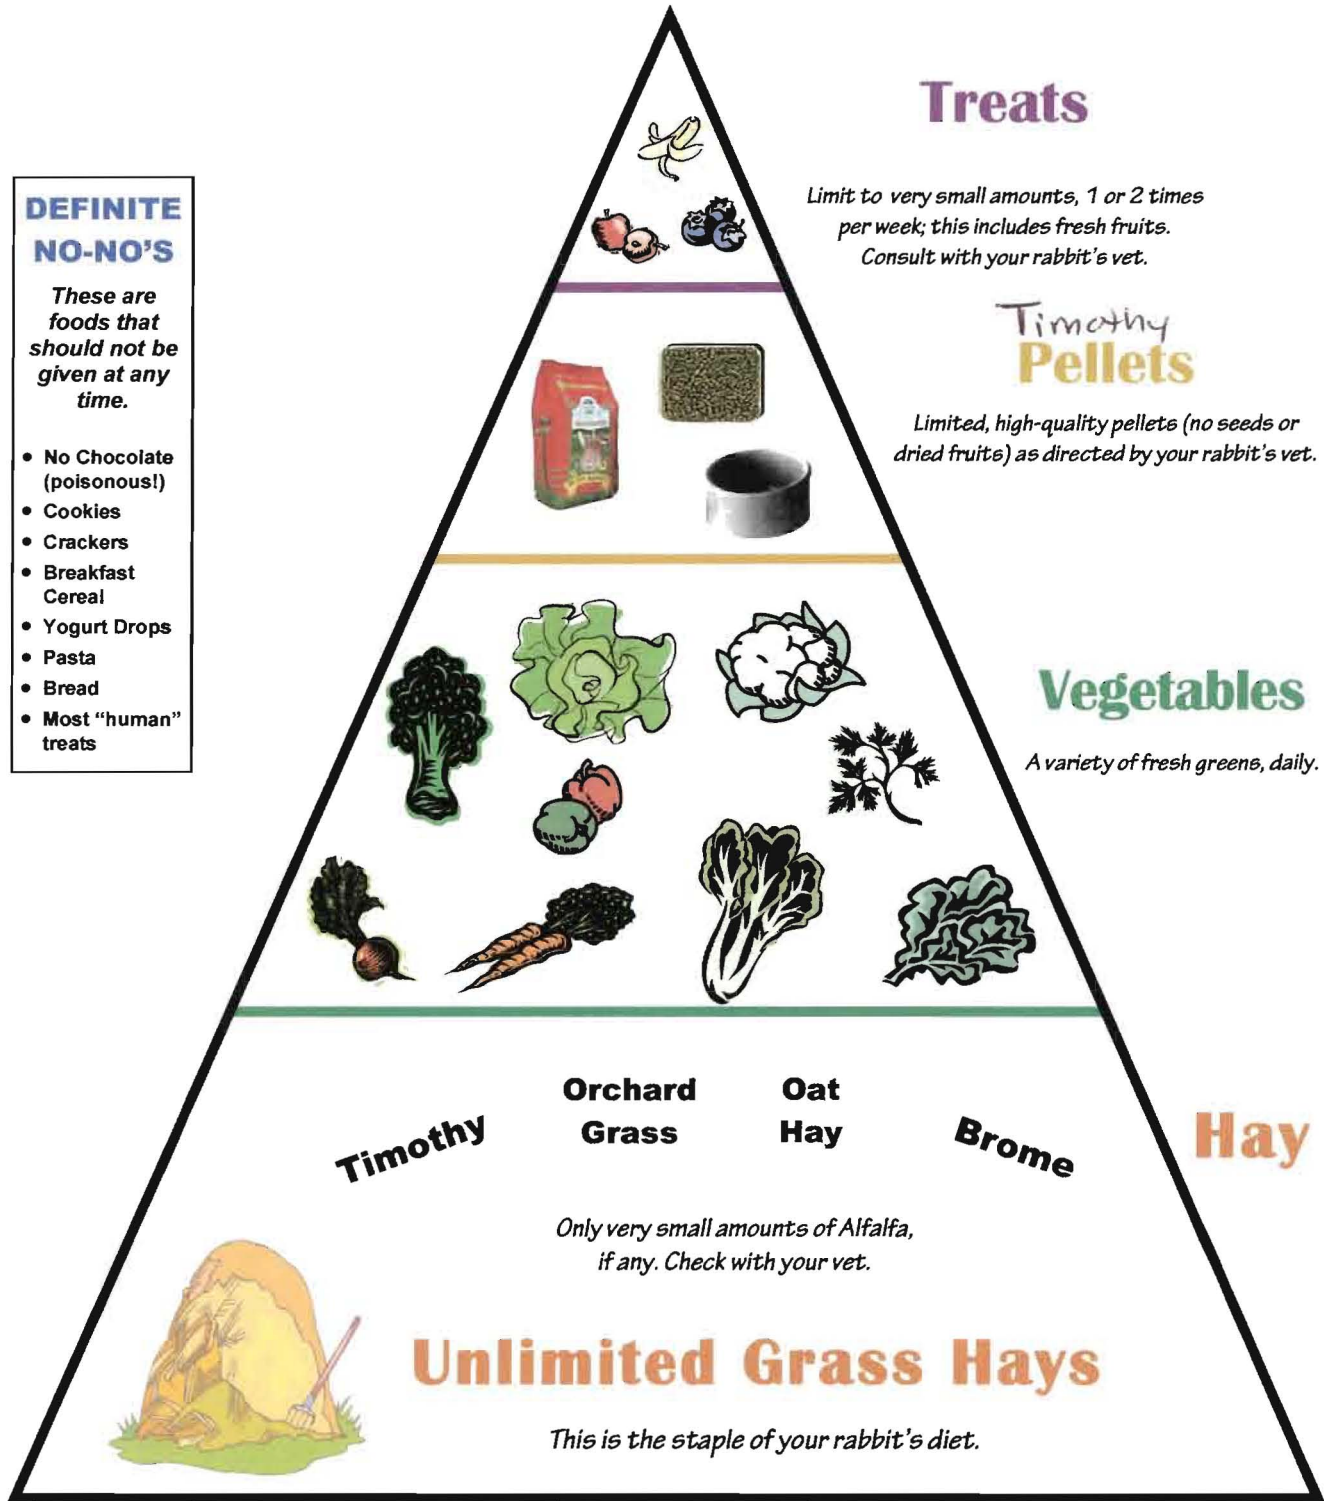 Treats
Limit to very small amounts, 1 or 2 times
per week; this includes fresh fruits.
Consult with your rabbit's vet.
DEFINITE
NO-NO'S
These are
foods that
should not be
given at any
time.
• No Chocolate
(poisonous!)
• Cookies
• Crackers
• Breakfast
Cereal
• Yogurt Drops
• Pasta
• Bread
• Most "human"
treats
Timothy
Pellets
Limited, high-quality pellets (no seeds or
dried fruits) as directed by your rabbit's vet.
Vegetables
A variety of fresh greens, daily.
Hay
Timothy
Orchard
Grass
Oat
Hay
Brome
Only very small amounts of Alfalfa,
if any. Check with your vet.
Unlimited Grass Hays
This is the staple of your rabbit's diet.